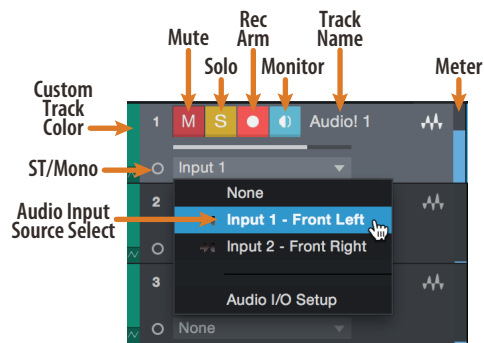 Mute
Solo
Rec
Arm
Monitor
Track
Name
Meter
Custom
Track
Color
1 M S Audio! 1
ST/Mono
Input 1
Audio Input
Source Select
2
None
Input 1 - Front Left
Input 2 - Front Right
3
Audio I/O Setup
None